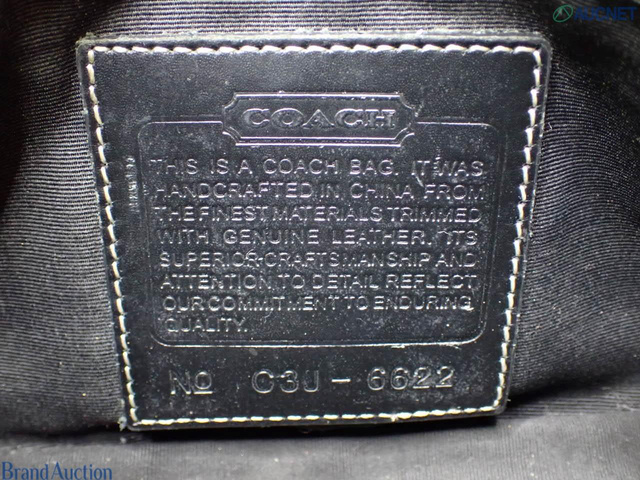 AUCNET
COACH
THIS IS A COACH BAG. IT WAS
HANDCRAFTED IN CHINA FROM
THE FINEST MATERIALS TRIMMED
WITH GENUINE LEATHER. ITS
SUPERIOR CRAFTSMANSHIP AND
ATTENTION TO DETAIL REFLECT
OUR COMMITMENT TO ENDURING
QUALITY.
No C3J-6622
Brand Auction